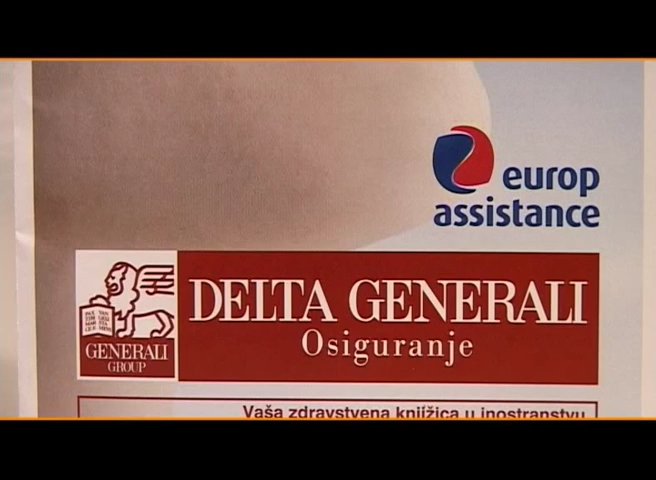 europ
assistance
DELTA GENERALI
Osiguranje
GENERALI
GROUP
Vaša zdravstvena knjižica u inostranstvu